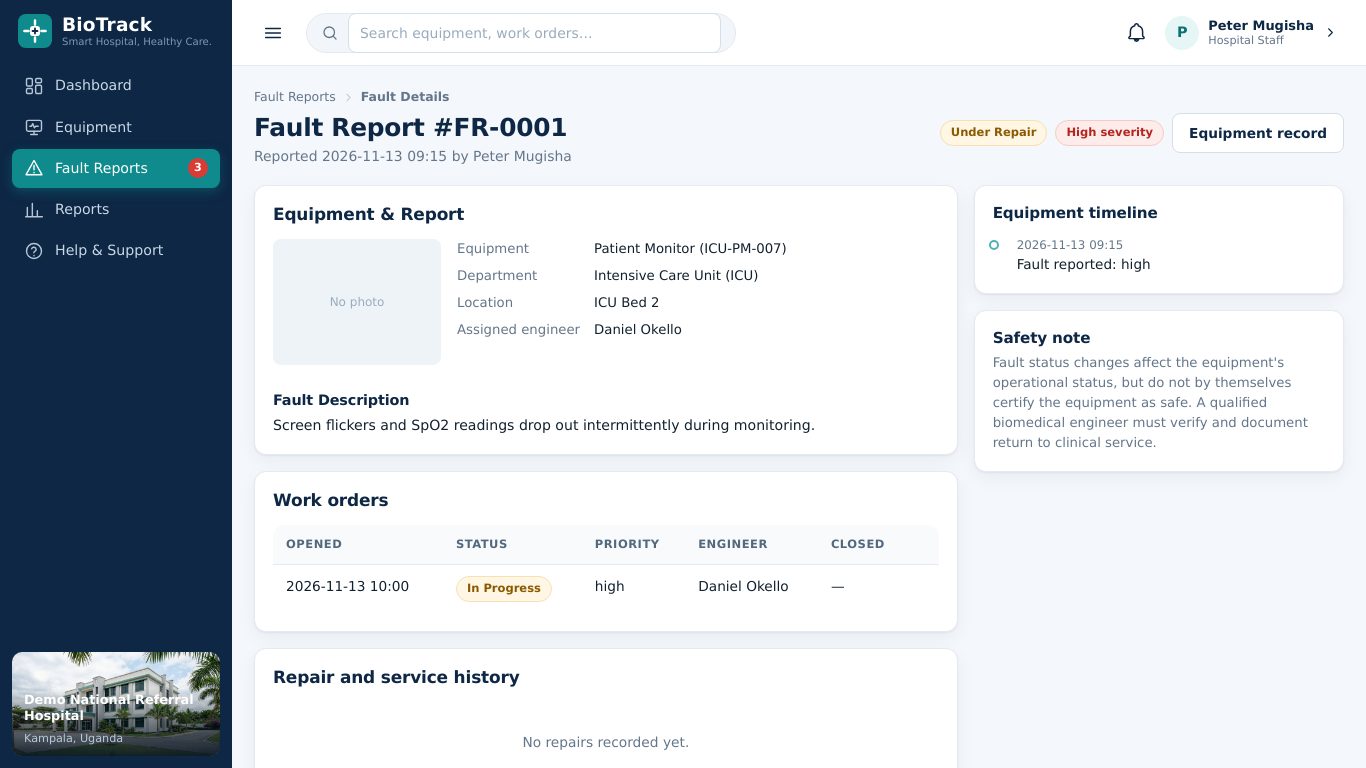 BioTrack
Smart Hospital, Healthy Care.
Dashboard
Equipment
Fault Reports 3
Reports
Help & Support
Demo National Referral
Hospital
Kampala, Uganda
Search equipment, work orders...
P
Peter Mugisha
Hospital Staff
Fault Reports > Fault Details
Fault Report #FR-0001
Reported 2026-11-13 09:15 by Peter Mugisha
Under Repair
High severity
Equipment record
Equipment & Report
No photo
Equipment Patient Monitor (ICU-PM-007)
Department Intensive Care Unit (ICU)
Location ICU Bed 2
Assigned engineer Daniel Okello
Fault Description
Screen flickers and SpO2 readings drop out intermittently during monitoring.
Work orders
OPENED STATUS PRIORITY ENGINEER CLOSED
2026-11-13 10:00 In Progress high Daniel Okello —
Repair and service history
No repairs recorded yet.
Equipment timeline
2026-11-13 09:15
Fault reported: high
Safety note
Fault status changes affect the equipment's
operational status, but do not by themselves
certify the equipment as safe. A qualified
biomedical engineer must verify and document
return to clinical service.